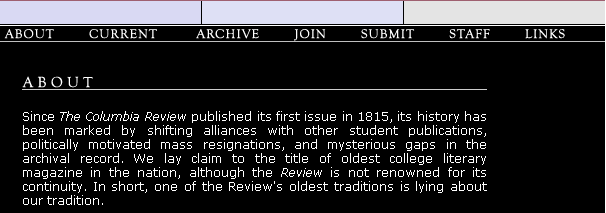 ABOUT CURRENT ARCHIVE JOIN SUBMIT STAFF LINKS
ABOUT
Since The Columbia Review published its first issue in 1815, its history has
been marked by shifting alliances with other student publications,
politically motivated mass resignations, and mysterious gaps in the
archival record. We lay claim to the title of oldest college literary
magazine in the nation, although the Review is not renowned for its
continuity. In short, one of the Review's oldest traditions is lying about
our tradition.